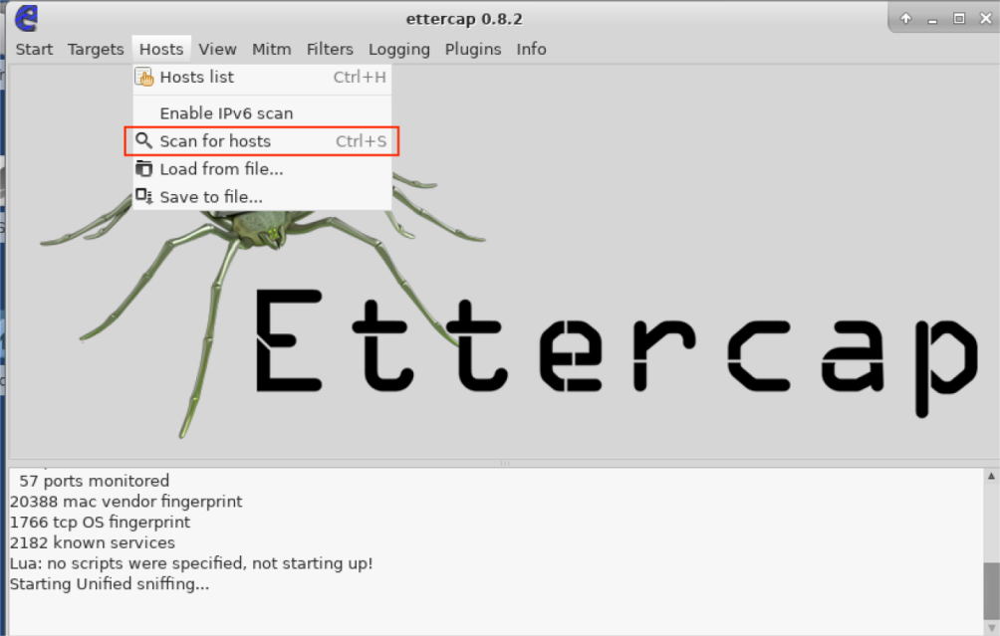 ettercap 0.8.2
Start Targets Hosts View Mitm Filters Logging Plugins Info
Hosts list Ctrl+H
Enable IPv6 scan
Scan for hosts Ctrl+S
Load from file...
Save to file...
Ettercap
57 ports monitored
20388 mac vendor fingerprint
1766 tcp OS fingerprint
2182 known services
Lua: no scripts were specified, not starting up!
Starting Unified sniffing...